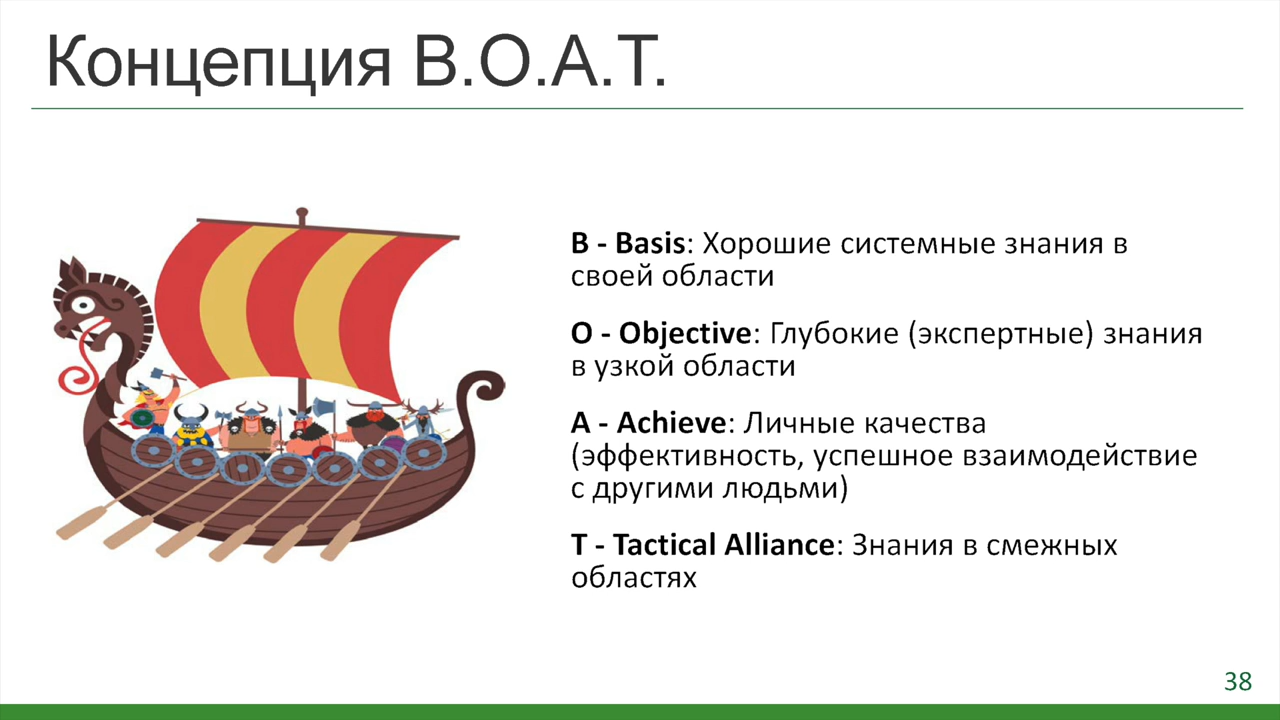 Концепция B.O.A.T.
B - Basis: Хорошие системные знания в
своей области
O - Objective: Глубокие (экспертные) знания
в узкой области
A - Achieve: Личные качества
(эффективность, успешное взаимодействие
с другими людьми)
T - Tactical Alliance: Знания в смежных
областях
38